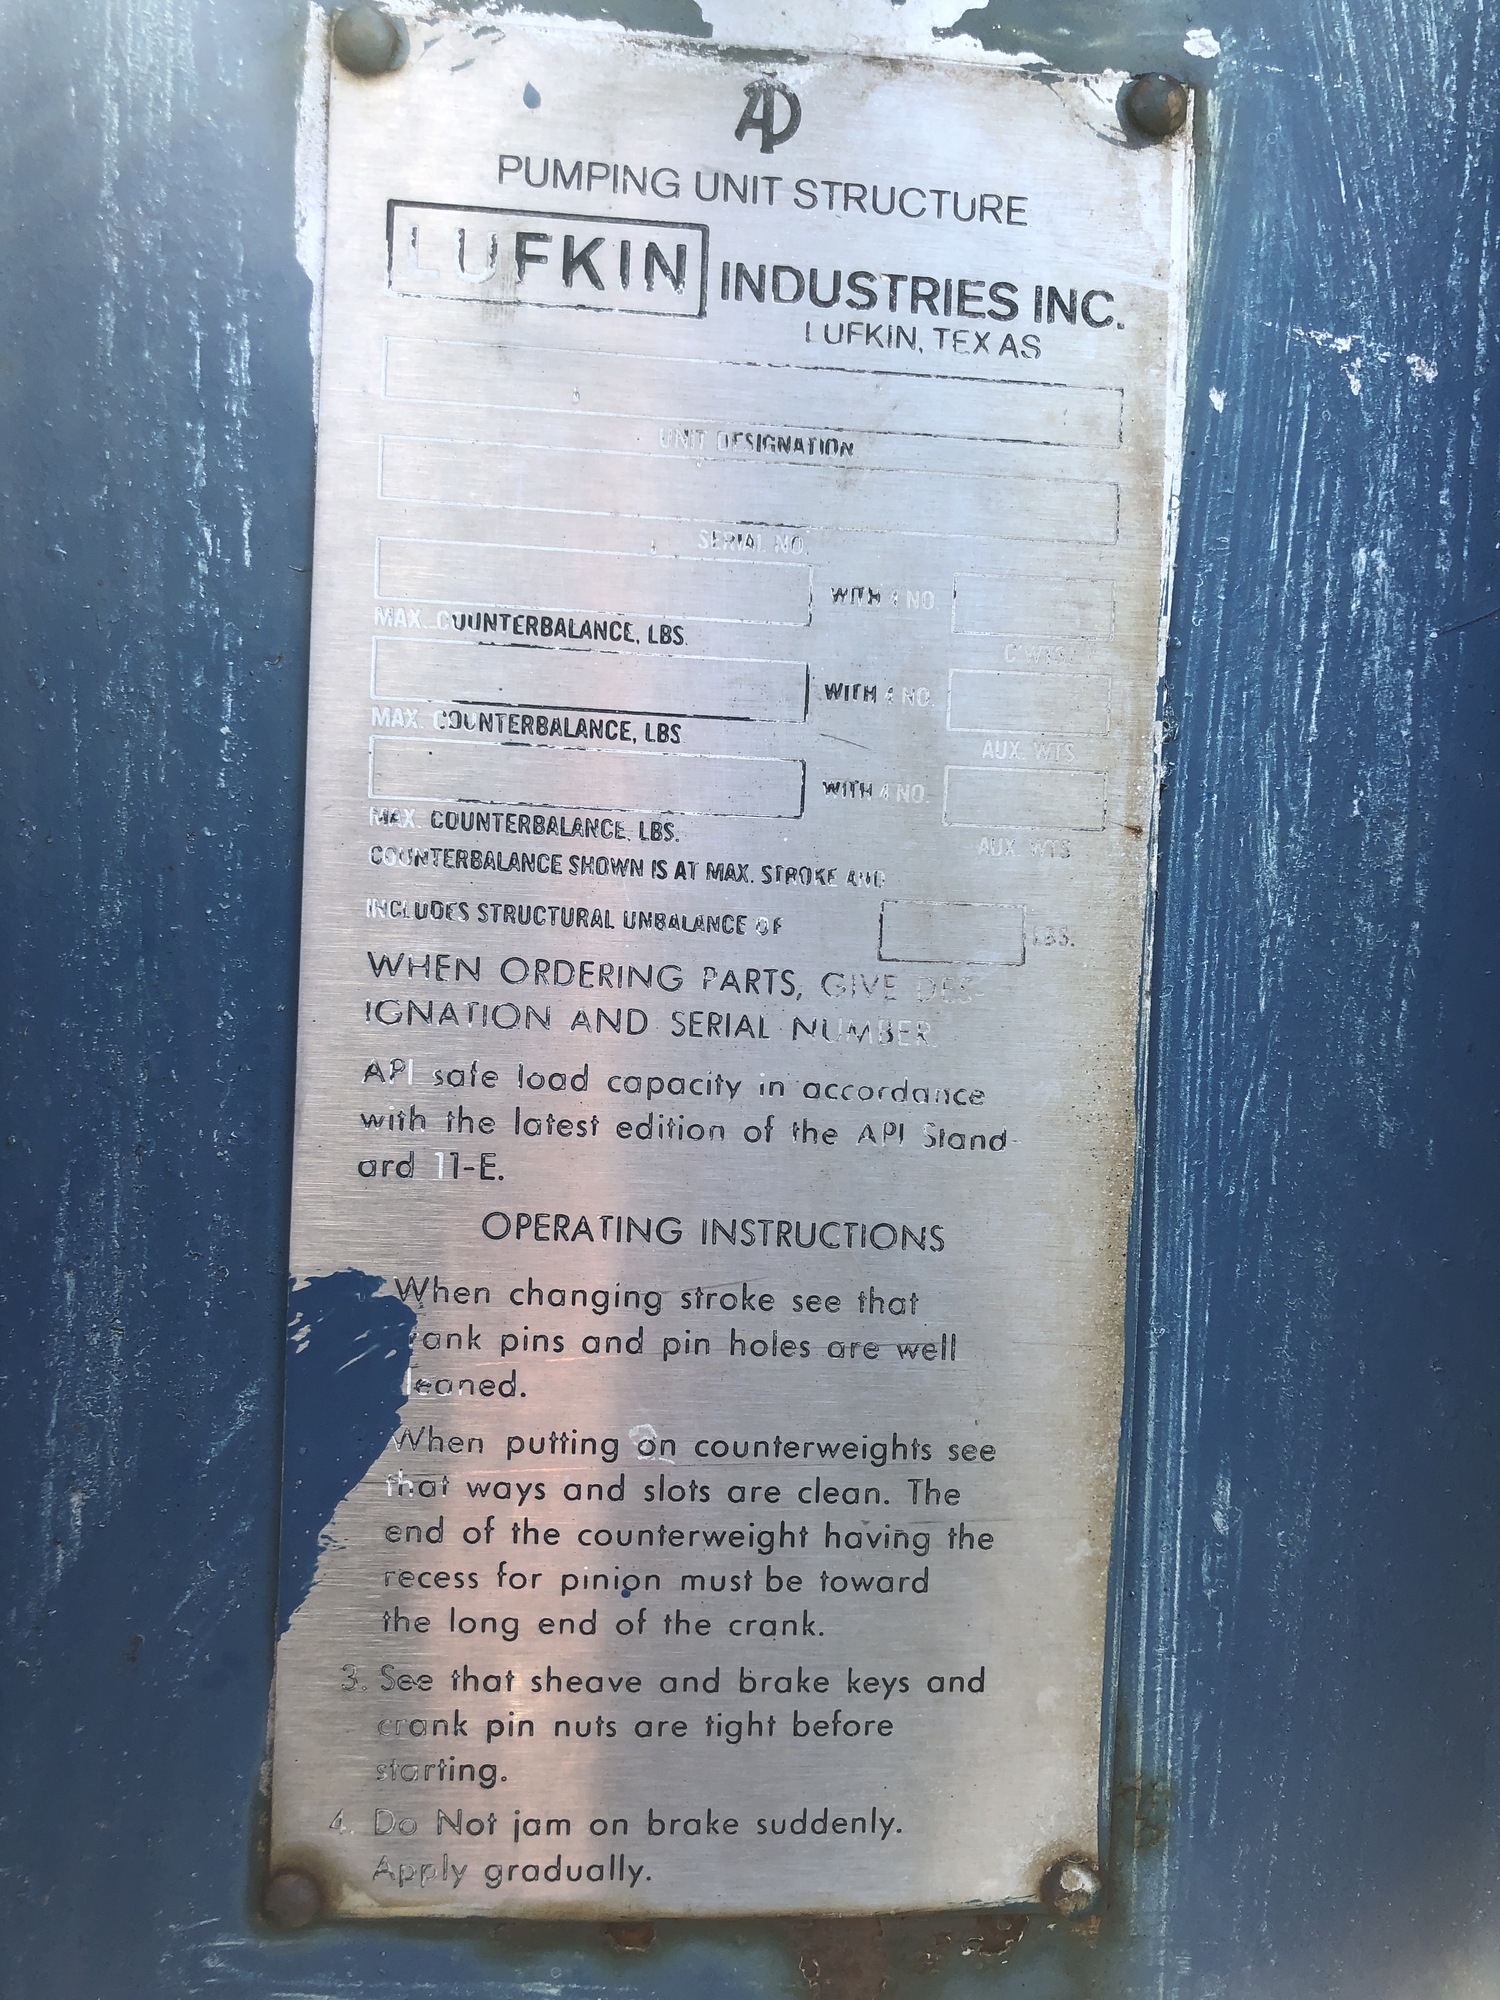 PUMPING UNIT STRUCTURE
LUFKIN INDUSTRIES INC.
LUFKIN, TEXAS
UNIT DESIGNATION
SERIAL NO.
WITH 4 NO.
MAX. COUNTERBALANCE, LBS.
C'WTS.
WITH 4 NO.
MAX. COUNTERBALANCE, LBS
AUX. WTS
WITH 4 NO.
MAX. COUNTERBALANCE, LBS.
AUX. WTS
COUNTERBALANCE SHOWN IS AT MAX. STROKE AND
INCLUDES STRUCTURAL UNBALANCE OF LBS.
WHEN ORDERING PARTS, GIVE DES-
IGNATION AND SERIAL NUMBER.
API safe load capacity in accordance
with the latest edition of the API Stand-
ard 11-E.
OPERATING INSTRUCTIONS
When changing stroke see that
rank pins and pin holes are well
leaned.
When putting on counterweights see
that ways and slots are clean. The
end of the counterweight having the
recess for pinion must be toward
the long end of the crank.
3. See that sheave and brake keys and
crank pin nuts are tight before
starting.
4. Do Not jam on brake suddenly.
Apply gradually.